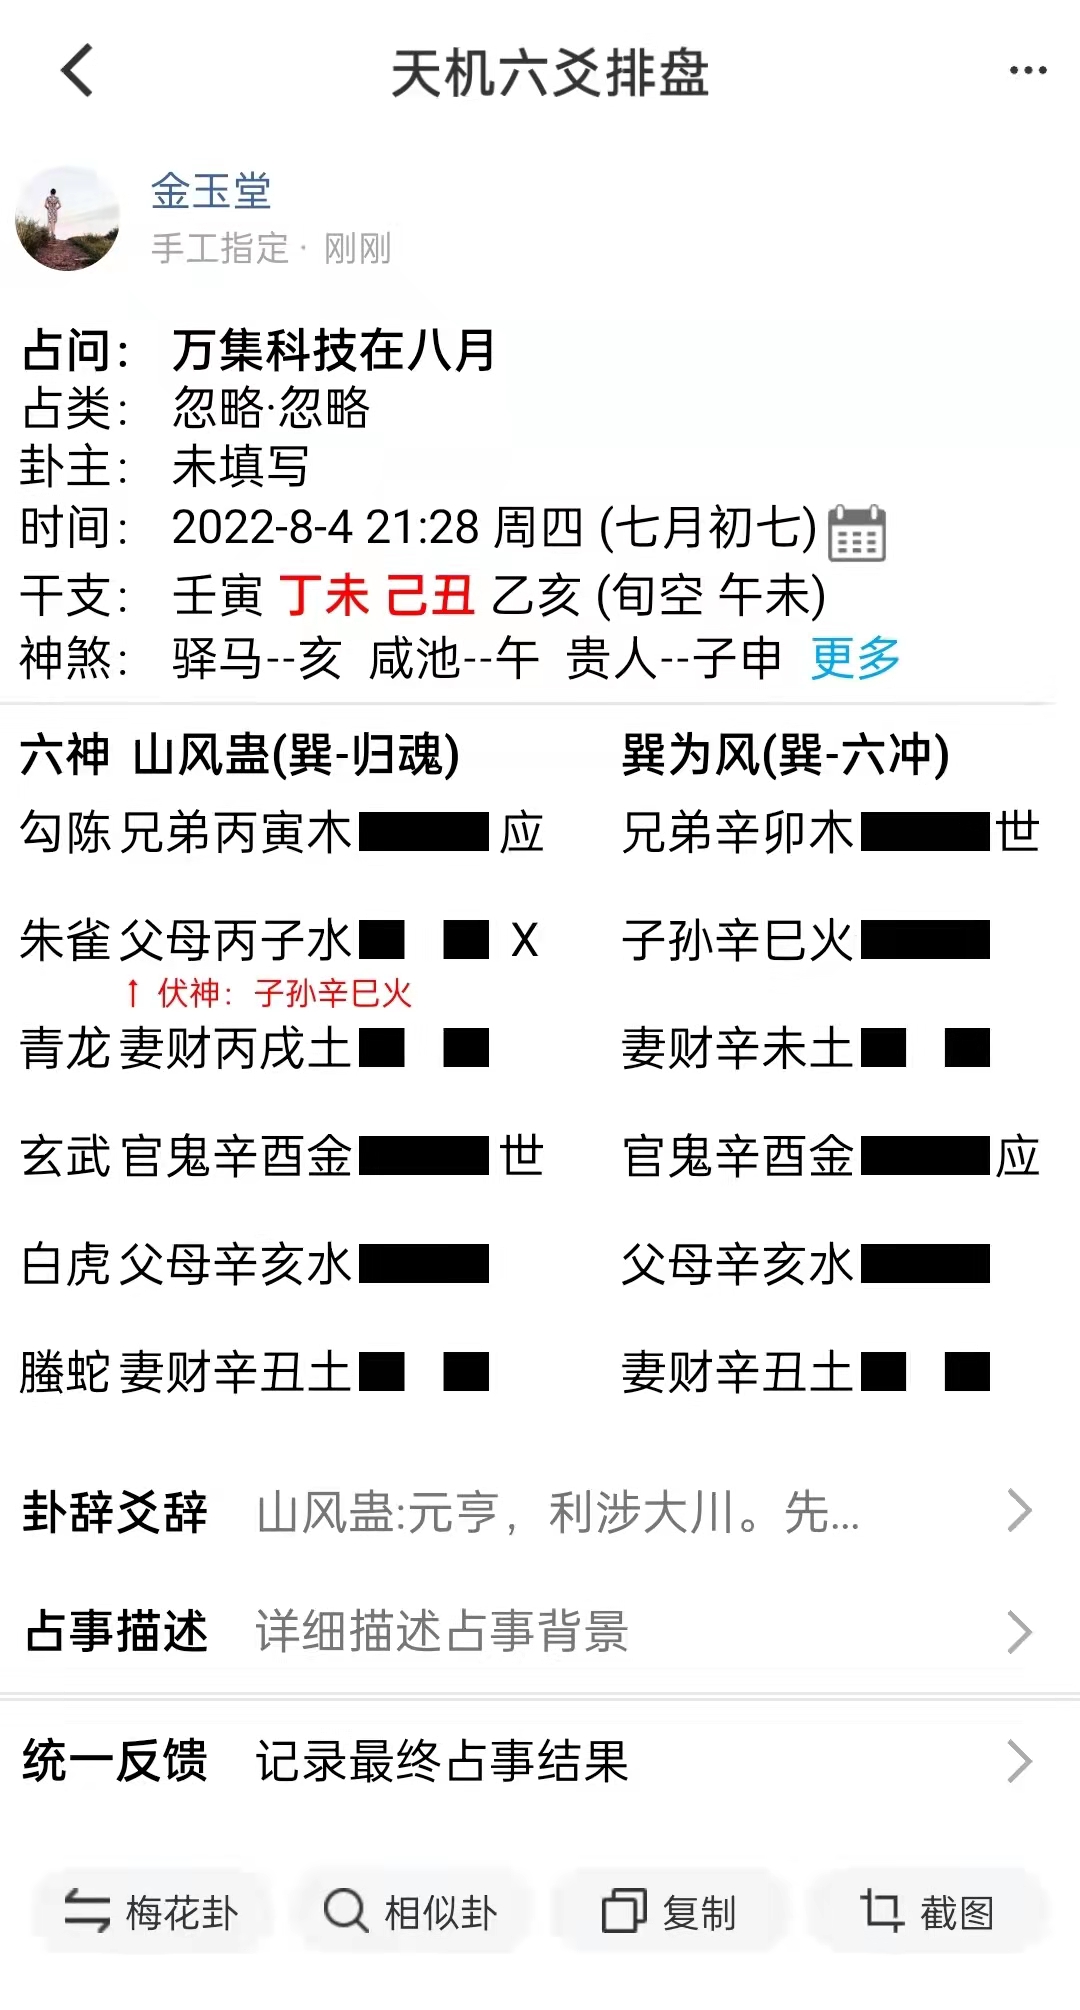 天机六爻排盘
金玉堂
手工指定· 刚刚
占问： 万集科技在八月
占类： 忽略·忽略
卦主： 未填写
时间： 2022-8-4 21:28 周四 (七月初七)
干支： 壬寅 丁未 己丑 乙亥 (旬空 午未)
神煞： 驿马--亥 咸池--午 贵人--子申 更多
六神 山风蛊(巽-归魂) 巽为风(巽-六冲)
勾陈 兄弟丙寅木 应 兄弟辛卯木 世
朱雀 父母丙子水 X 子孙辛巳火
↑ 伏神：子孙辛巳火
青龙 妻财丙戌土 妻财辛未土
玄武 官鬼辛酉金 世 官鬼辛酉金 应
白虎 父母辛亥水 父母辛亥水
螣蛇 妻财辛丑土 妻财辛丑土
卦辞爻辞 山风蛊:元亨，利涉大川。先...
占事描述 详细描述占事背景
统一反馈 记录最终占事结果
梅花卦 相似卦 复制 截图